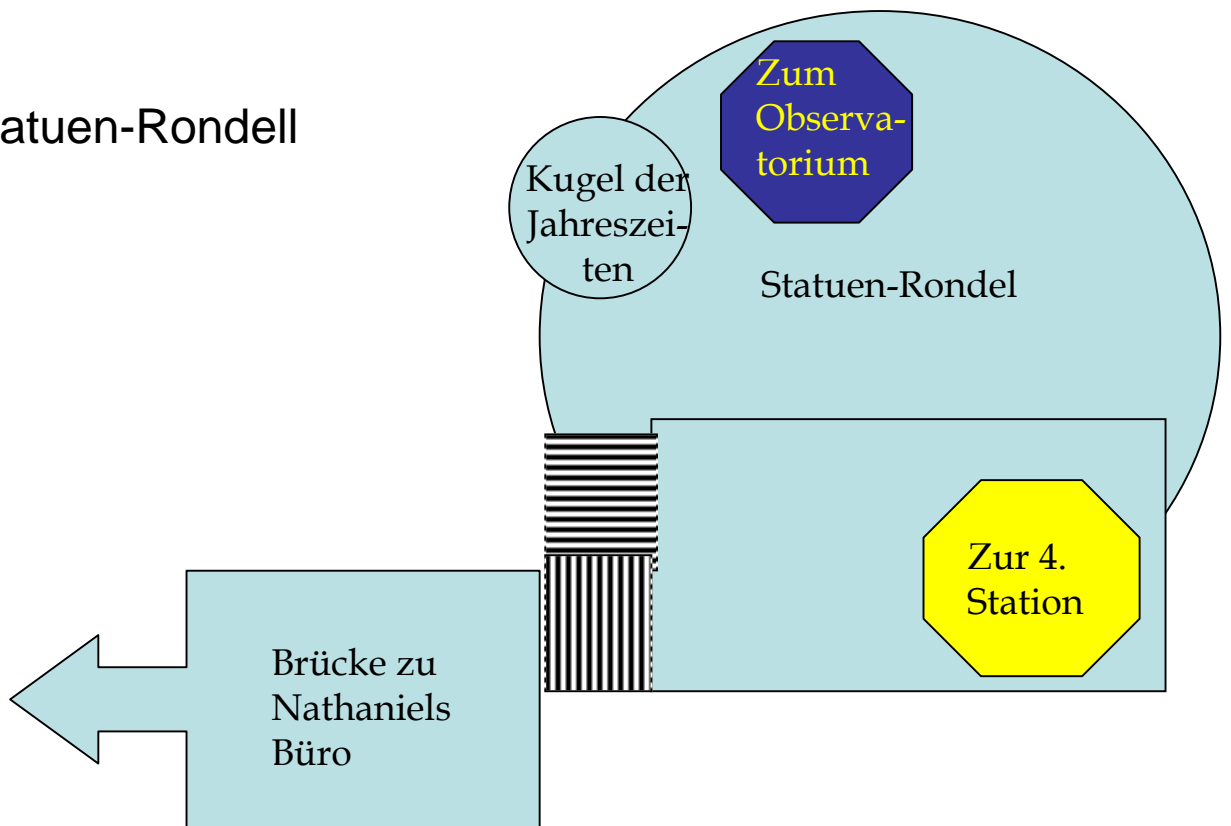 atuen-Rondell
Zum
Observa-
torium
Kugel der
Jahreszei-
ten
Statuen-Rondel
Zur 4.
Station
Brücke zu
Nathaniels
Büro